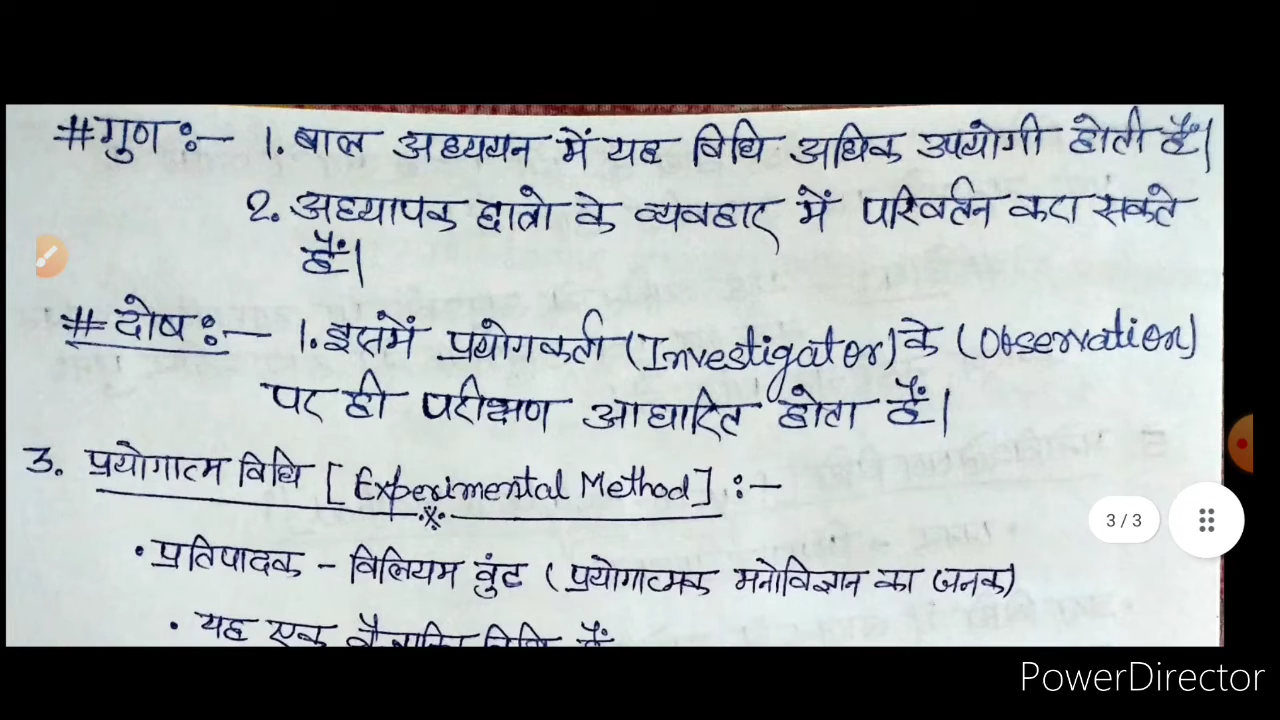 #गुण :- 1. बाल अध्ययन में यह विधि अधिक उपयोगी होती हैं।
2. अध्यापक छात्रो के व्यवहार में परिवर्तन करा सकते
हैं।
#दोष :- 1. इसमें प्रयोगकर्ता (Investigator) के (Observation)
पर ही परीक्षण आधारित होता हैं।
3. प्रयोगात्म विधि [Experimental Method] :-
• प्रतिपादक - विलियम वुंट (प्रयोगात्मक मनोविज्ञान का जनक)
• यह एक विधि हैं
3/3
PowerDirector